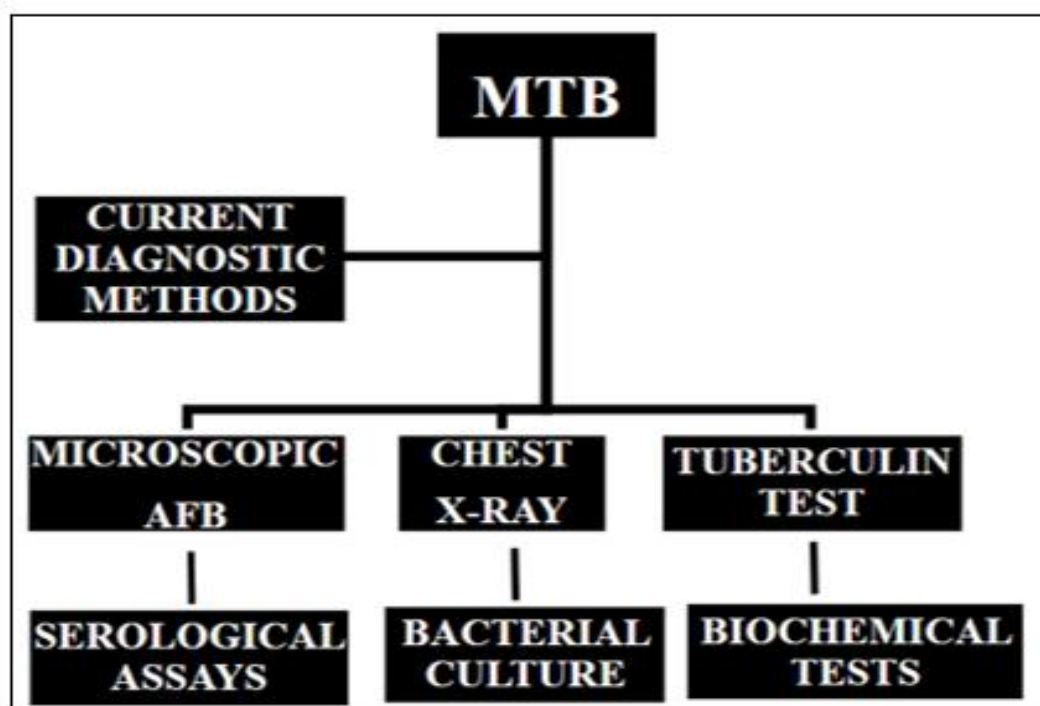 MTB
CURRENT
DIAGNOSTIC
METHODS
MICROSCOPIC
AFB
CHEST
X-RAY
TUBERCULIN
TEST
SEROLOGICAL
ASSAYS
BACTERIAL
CULTURE
BIOCHEMICAL
TESTS